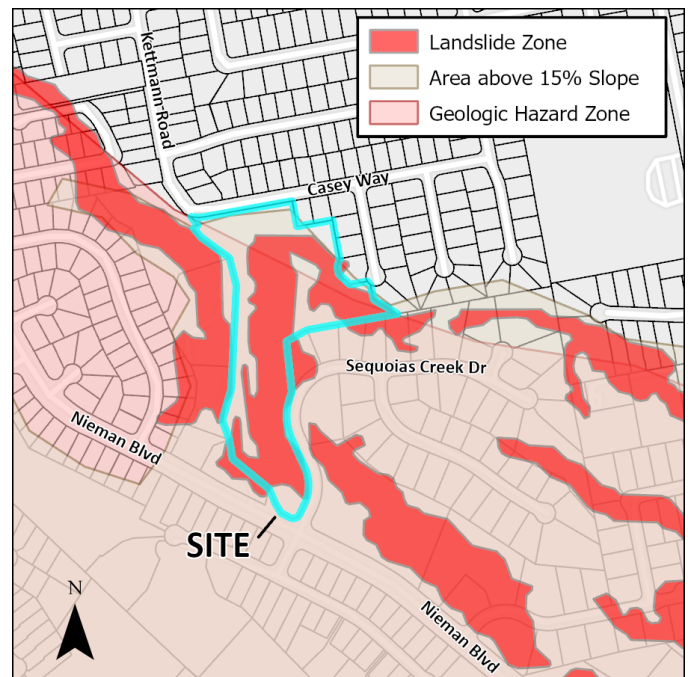 Landslide Zone
Area above 15% Slope
Geologic Hazard Zone
Kettmann Road
Casey Way
Sequoias Creek Dr
Nieman Blvd
SITE
N
Nieman Blvd